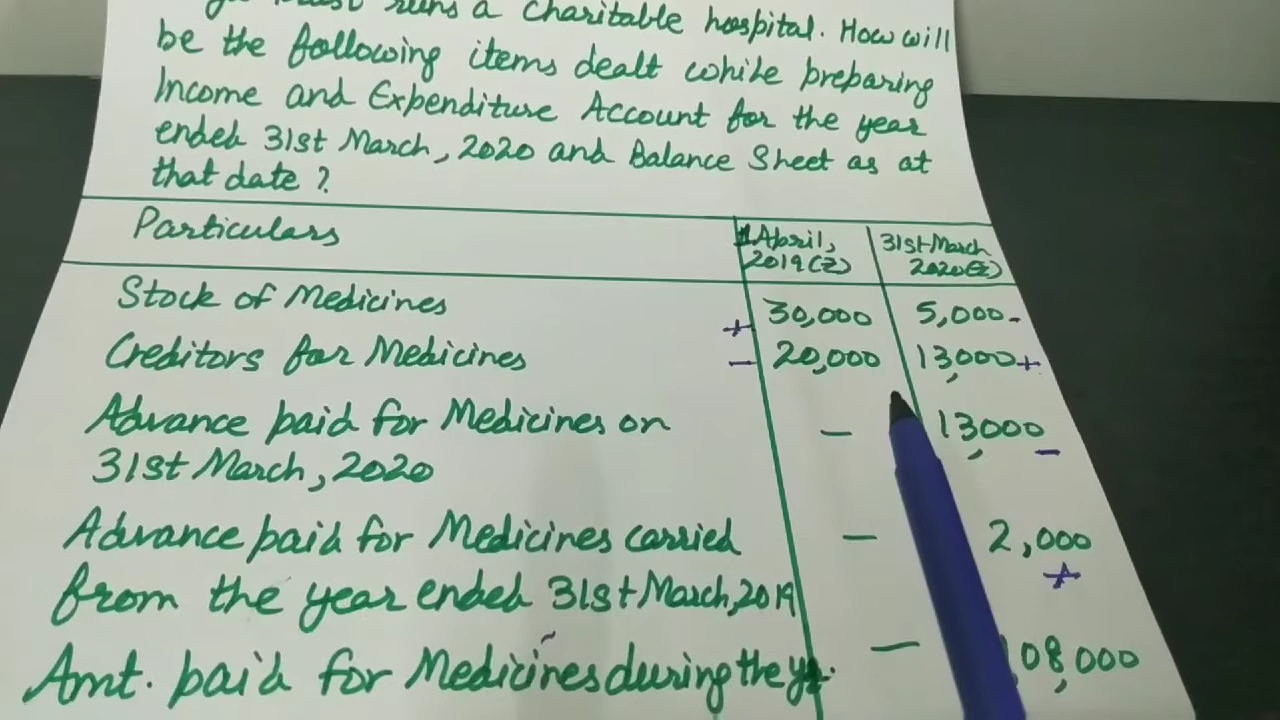 runs a charitable hospital. How will
be the following items dealt while preparing
Income and Expenditure Account for the year
ended 31st March, 2020 and Balance Sheet as at
that date ?
Particulars 1 April, 2019(₹) 31st March 2020(₹)
Stock of Medicines + 30,000 5,000 -
Creditors for Medicines - 20,000 13,000 +
Advance paid for Medicines on - 13,000 -
31st March, 2020
Advance paid for Medicines carried - 2,000 +
from the year ended 31st March, 2019
Amt. paid for Medicines during the yr. - 08,000